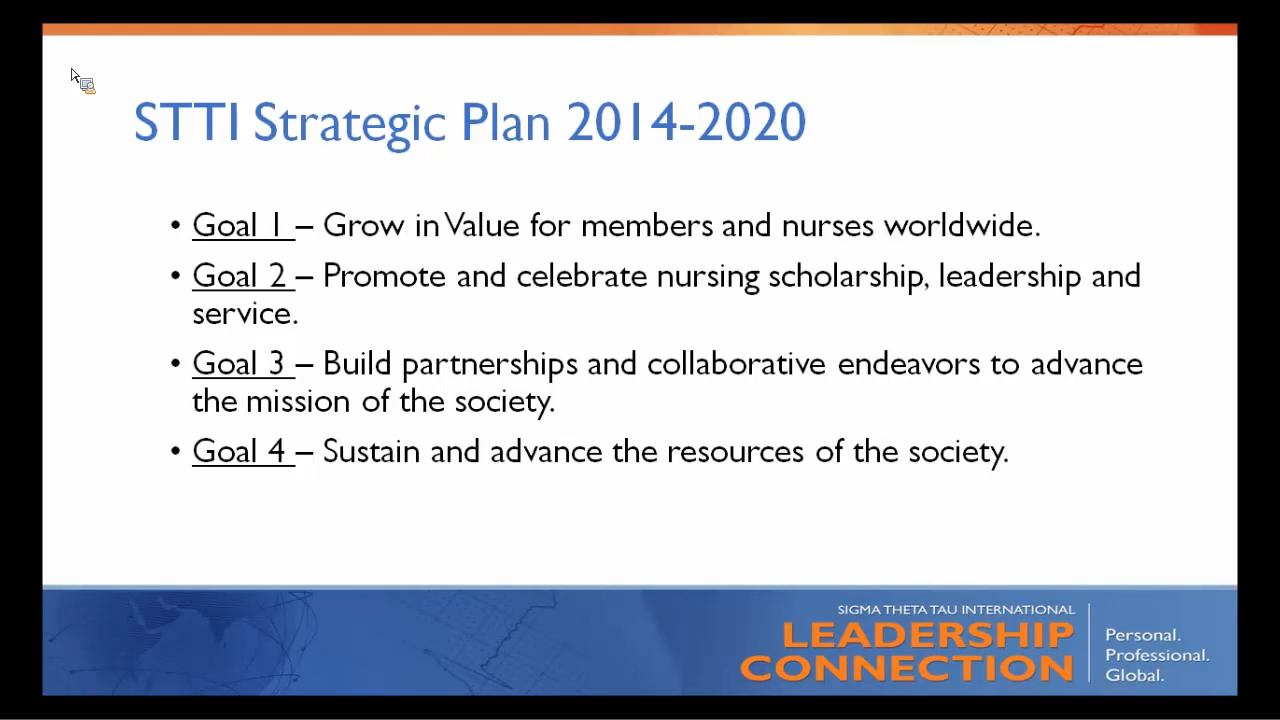 STTI Strategic Plan 2014-2020
• Goal 1 – Grow in Value for members and nurses worldwide.
• Goal 2 – Promote and celebrate nursing scholarship, leadership and
service.
• Goal 3 – Build partnerships and collaborative endeavors to advance
the mission of the society.
• Goal 4 – Sustain and advance the resources of the society.
SIGMA THETA TAU INTERNATIONAL
LEADERSHIP
CONNECTION
Personal.
Professional.
Global.